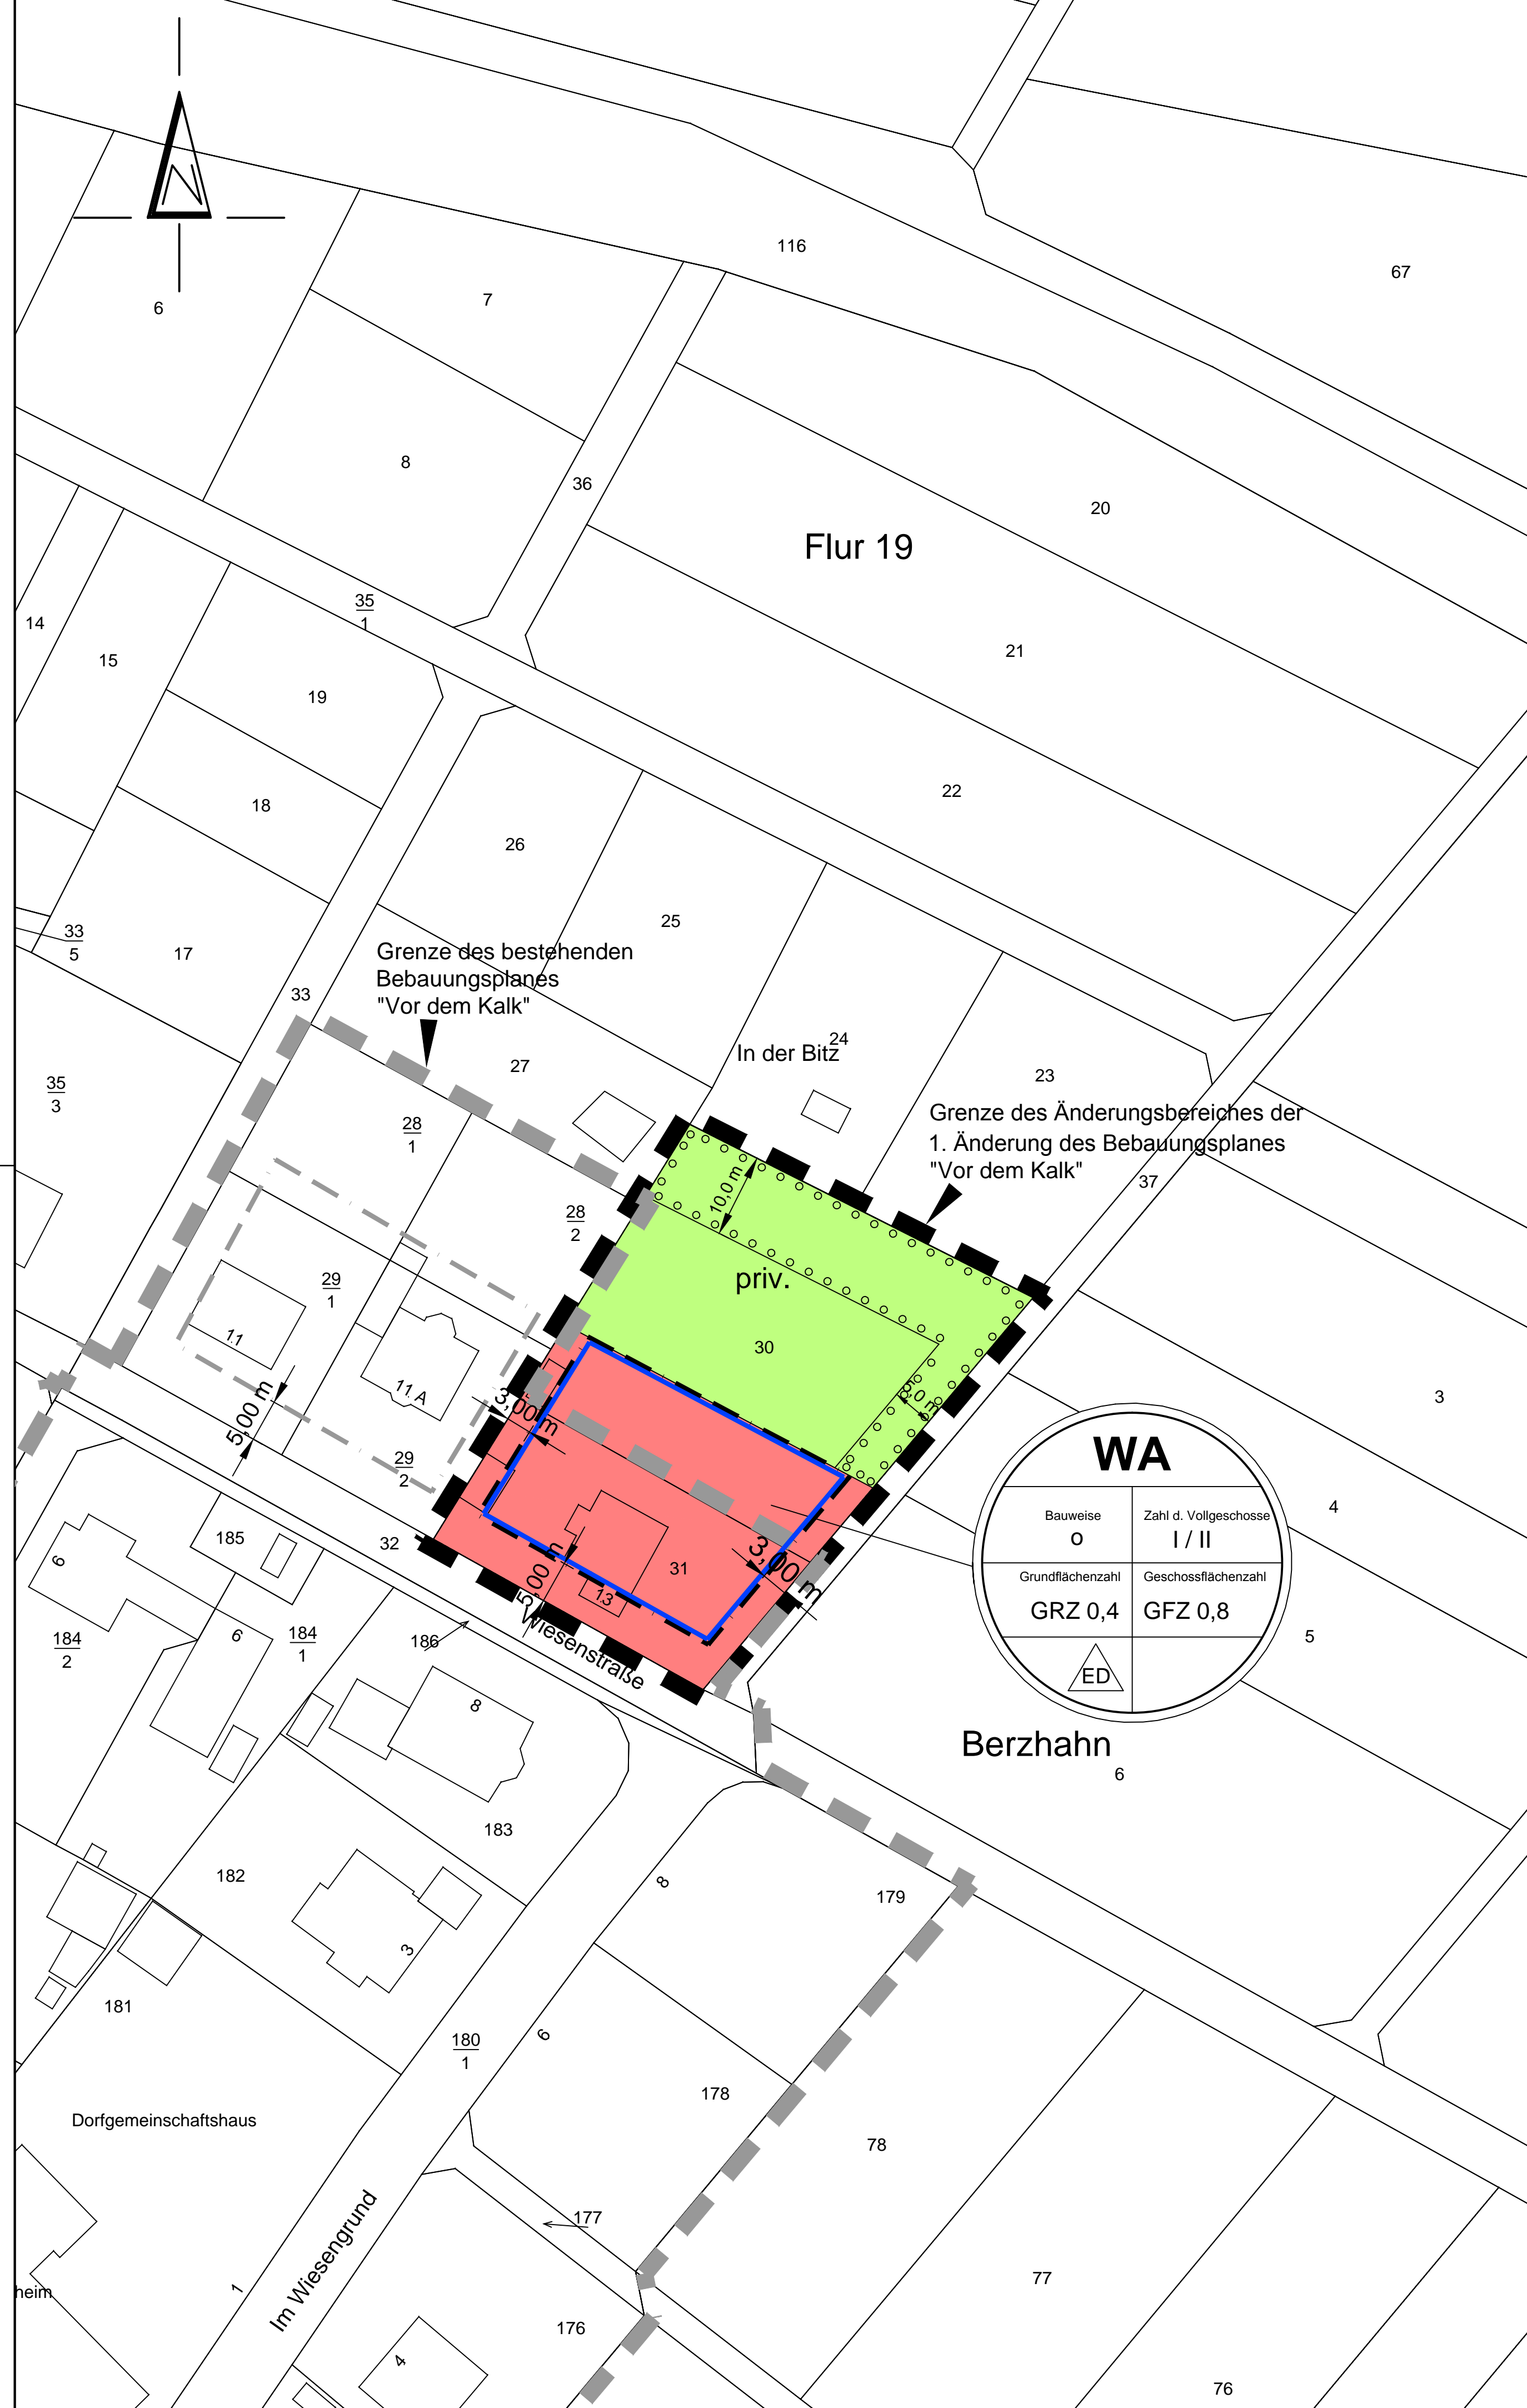 N
116
67
6
7
8
36
20
Flur 19
35
1
14
15
21
19
18
22
26
25
33
5
17
Grenze des bestehenden
Bebauungsplanes
"Vor dem Kalk"
33
24
In der Bitz
27
23
35
3
28
1
Grenze des Änderungsbereiches der
1. Änderung des Bebauungsplanes
"Vor dem Kalk"
37
10,0 m
28
2
priv.
29
1
11
30
11 A
5,0 m
3
3,00 m
5,00 m
WA
29
2
4
Bauweise
Zahl d. Vollgeschosse
o
I / II
185
32
6
31
3,00 m
Grundflächenzahl
Geschossflächenzahl
5,00 m
13
GRZ 0,4
GFZ 0,8
184
2
6
184
1
186
Wiesenstraße
5
ED
8
Berzhahn
6
183
182
8
179
3
181
6
180
1
178
Dorfgemeinschaftshaus
78
177
Im Wiesengrund
1
heim
77
176
4
76